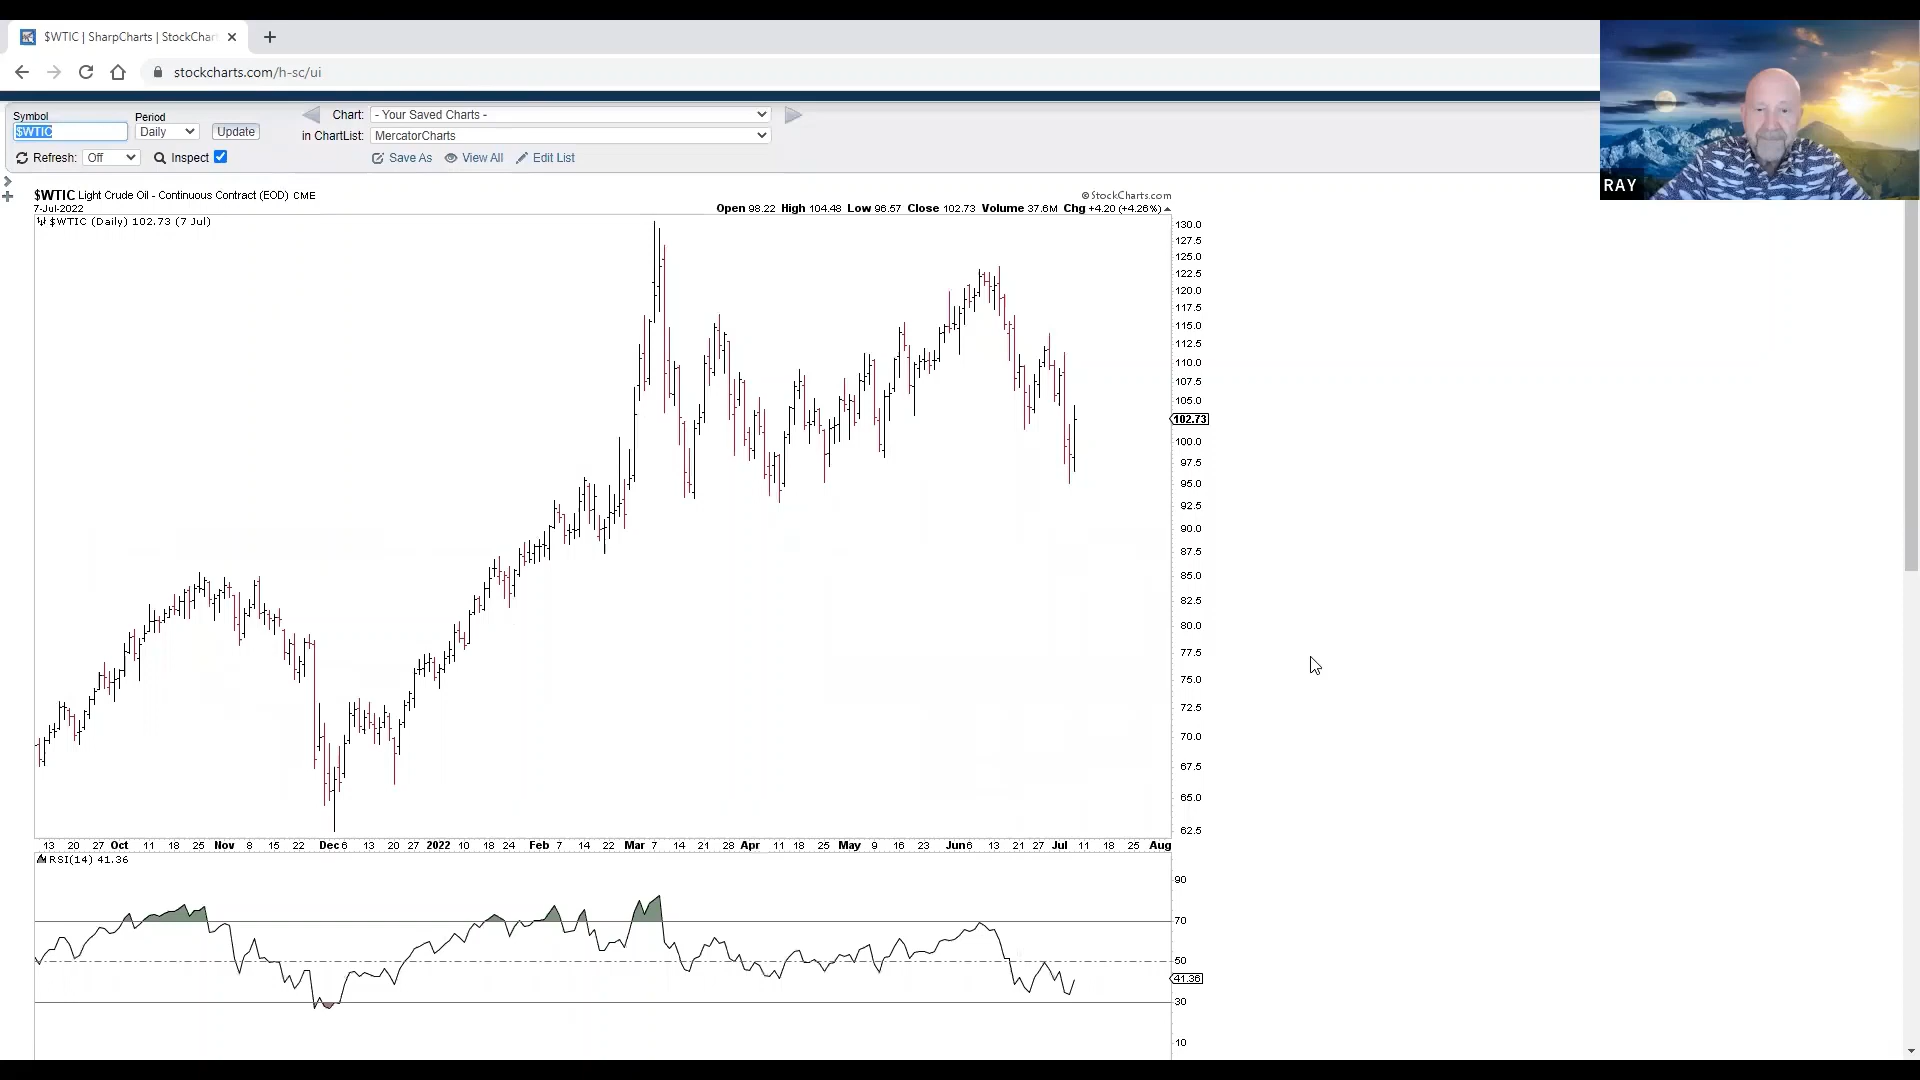 $WTIC | SharpCharts | StockChar
stockcharts.com/h-sc/ui
Symbol
Period
Chart:
- Your Saved Charts -
$WTIC
Daily
Update
in ChartList:
MercatorCharts
Refresh:
Off
Inspect
Save As
View All
Edit List
RAY
$WTIC Light Crude Oil - Continuous Contract (EOD) CME
© StockCharts.com
7-Jul-2022
Open 98.22 High 104.48 Low 96.57 Close 102.73 Volume 37.6M Chg +4.20 (+4.26%)
$WTIC (Daily) 102.73 (7 Jul)
130.0
127.5
125.0
122.5
120.0
117.5
115.0
112.5
110.0
107.5
105.0
102.73
100.0
97.5
95.0
92.5
90.0
87.5
85.0
82.5
80.0
77.5
75.0
72.5
70.0
67.5
65.0
62.5
13 20 27 Oct 11 18 25 Nov 8 15 22 Dec 6 13 20 27 2022 10 18 24 Feb 7 14 22 Mar 7 14 21 28 Apr 11 18 25 May 9 16 23 Jun 6 13 21 27 Jul 11 18 25 Aug
RSI(14) 41.36
90
70
50
41.36
30
10